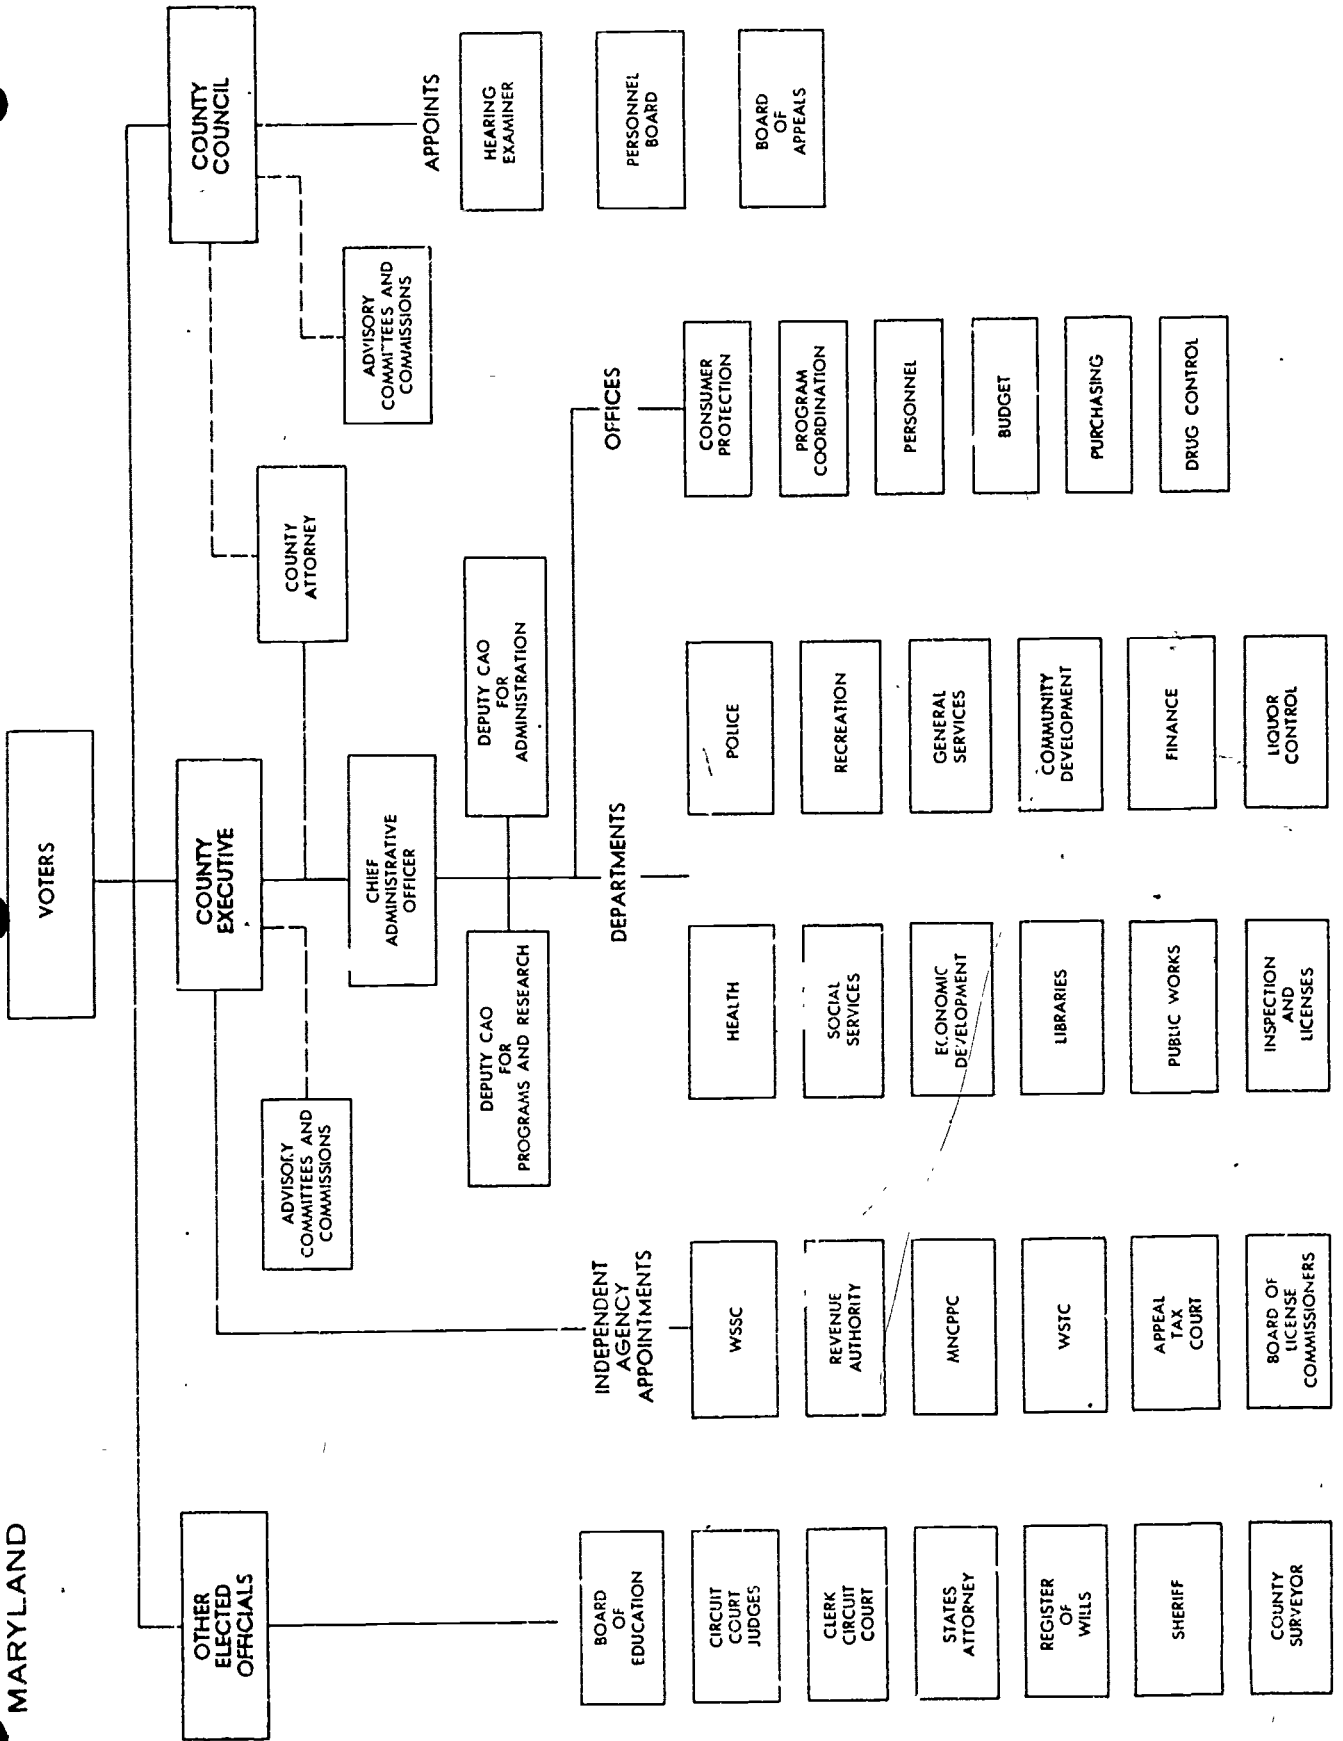 MARYLAND
VOTERS
OTHER
ELECTED
OFFICIALS
COUNTY
EXECUTIVE
COUNTY
COUNCIL
ADVISORY
COMMITTEES AND
COMMISSIONS
COUNTY
ATTORNEY
ADVISORY
COMMITTEES AND
COMMISSIONS
CHIEF
ADMINISTRATIVE
OFFICER
APPOINTS
HEARING
EXAMINER
PERSONNEL
BOARD
BOARD
OF
APPEALS
DEPUTY CAO
FOR
PROGRAMS AND RESEARCH
DEPUTY CAO
FOR
ADMINISTRATION
BOARD
OF
EDUCATION
CIRCUIT
COURT
JUDGES
CLERK
CIRCUIT
COURT
STATES
ATTORNEY
REGISTER
OF
WILLS
SHERIFF
COUNTY
SURVEYOR
INDEPENDENT
AGENCY
APPOINTMENTS
WSSC
REVENUE
AUTHORITY
MNCPPC
WSTC
APPEAL
TAX
COURT
BOARD OF
LICENSE
COMMISSIONERS
DEPARTMENTS
HEALTH
SOCIAL
SERVICES
ECONOMIC
DEVELOPMENT
LIBRARIES
PUBLIC WORKS
INSPECTION
AND
LICENSES
POLICE
RECREATION
GENERAL
SERVICES
COMMUNITY
DEVELOPMENT
FINANCE
LIQUOR
CONTROL
OFFICES
CONSUMER
PROTECTION
PROGRAM
COORDINATION
PERSONNEL
BUDGET
PURCHASING
DRUG CONTROL